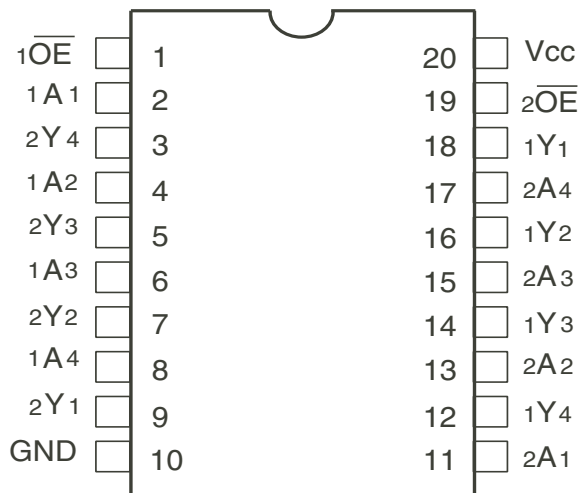 1OE 1 20 Vcc
1A1 2 19 2OE
2Y4 3 18 1Y1
1A2 4 17 2A4
2Y3 5 16 1Y2
1A3 6 15 2A3
2Y2 7 14 1Y3
1A4 8 13 2A2
2Y1 9 12 1Y4
GND 10 11 2A1